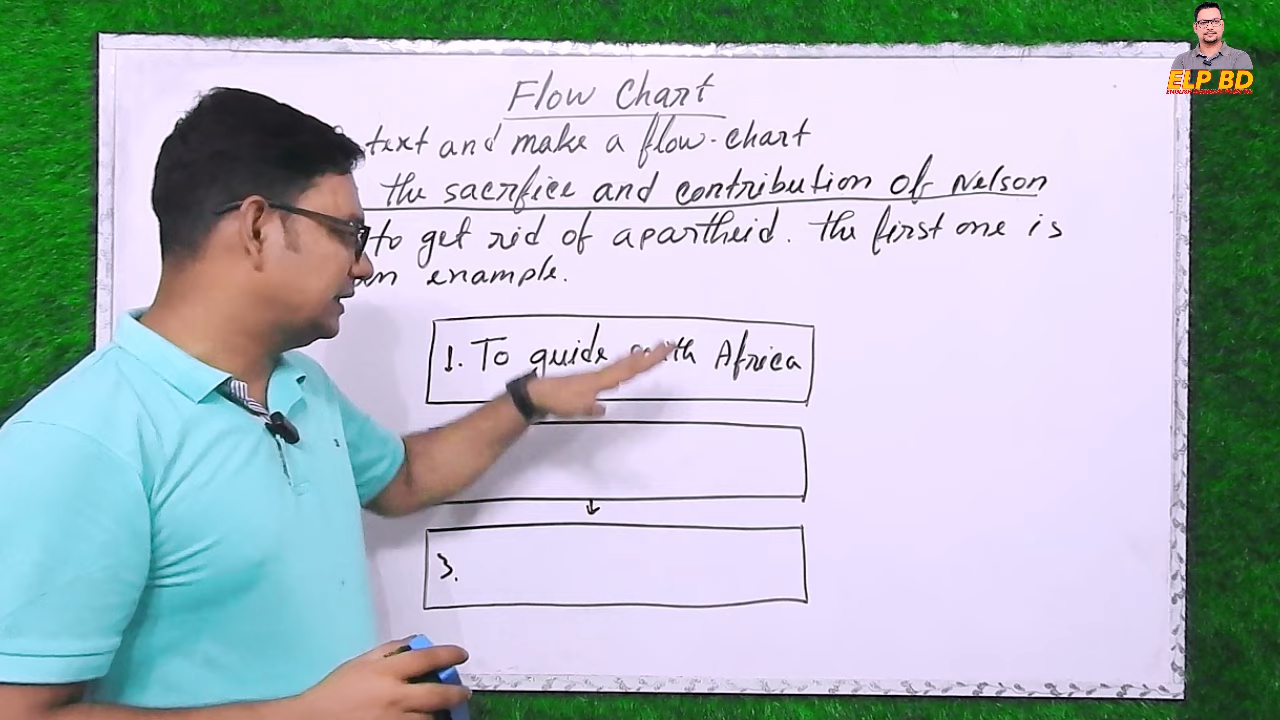 Flow Chart
text and make a flow-chart
the sacrfice and contribution of Nelson
to get rid of apartheid. The first one is
an example.
1. To guide Africa
3.
ELP BD